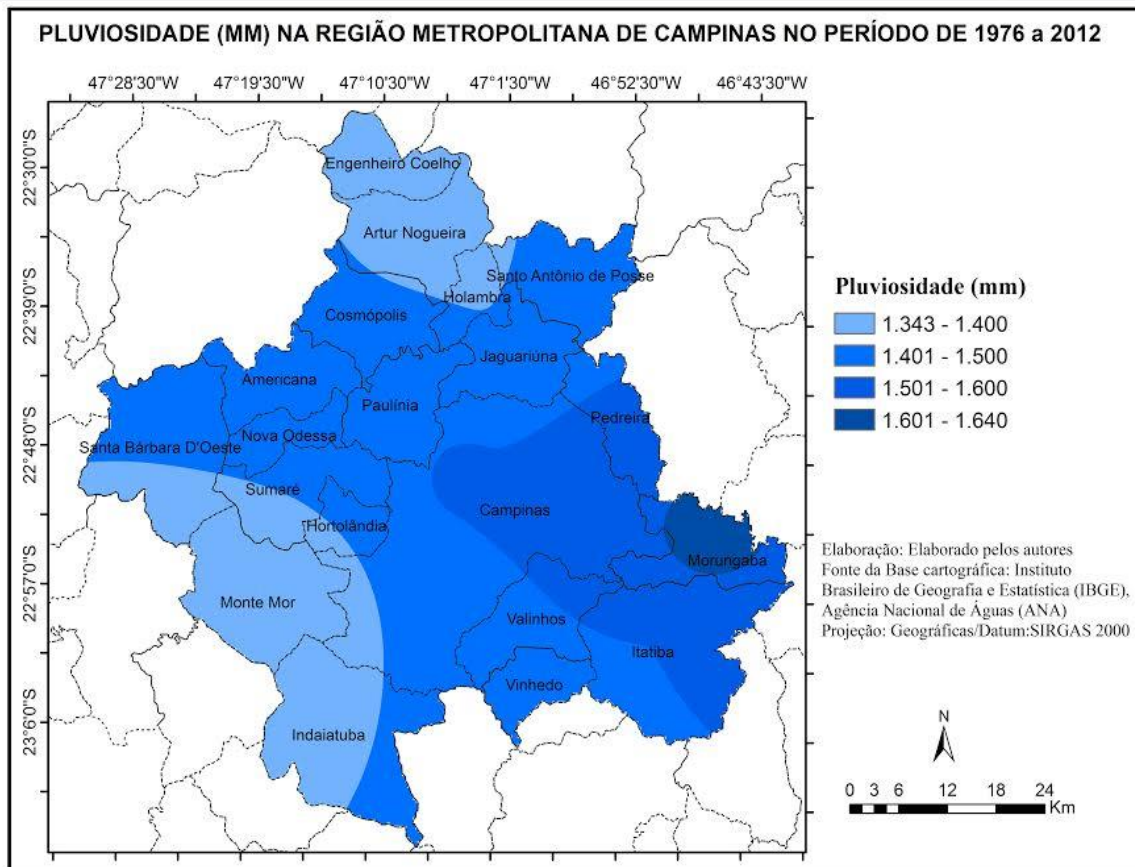 PLUVIOSIDADE (MM) NA REGIÃO METROPOLITANA DE CAMPINAS NO PERÍODO DE 1976 a 2012
47°28'30"W 47°19'30"W 47°10'30"W 47°1'30"W 46°52'30"W 46°43'30"W
22°30'0"S
22°39'0"S
22°48'0"S
22°57'0"S
23°6'0"S
Engenheiro Coelho
Artur Nogueira
Santo Antônio de Posse
Holambra
Cosmópolis
Jaguariúna
Americana
Paulínia
Pedreira
Nova Odessa
Santa Bárbara D'Oeste
Sumaré
Campinas
Hortolândia
Morungaba
Monte Mor
Valinhos
Itatiba
Vinhedo
Indaiatuba
Pluviosidade (mm)
1.343 - 1.400
1.401 - 1.500
1.501 - 1.600
1.601 - 1.640
Elaboração: Elaborado pelos autores
Fonte da Base cartográfica: Instituto
Brasileiro de Geografia e Estatística (IBGE),
Agência Nacional de Águas (ANA)
Projeção: Geográficas/Datum:SIRGAS 2000
N
0 3 6 12 18 24
Km